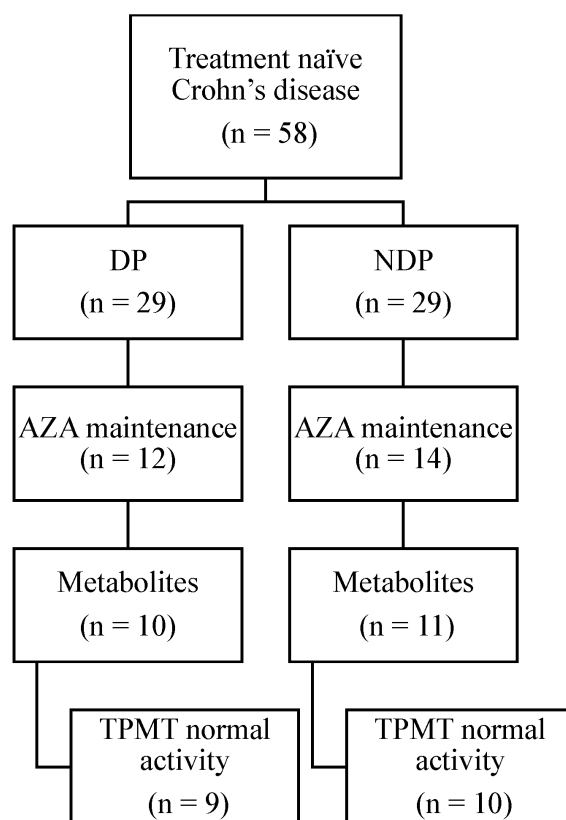 Treatment naïve
Crohn’s disease
(n = 58)
DP
(n = 29)
NDP
(n = 29)
AZA maintenance
(n = 12)
AZA maintenance
(n = 14)
Metabolites
(n = 10)
Metabolites
(n = 11)
TPMT normal
activity
(n = 9)
TPMT normal
activity
(n = 10)